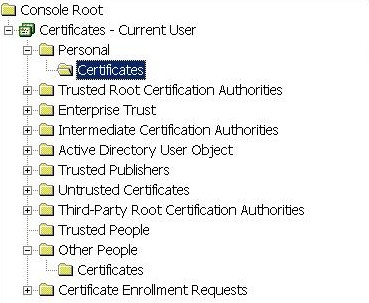 Console Root
Certificates - Current User
Personal
Certificates
Trusted Root Certification Authorities
Enterprise Trust
Intermediate Certification Authorities
Active Directory User Object
Trusted Publishers
Untrusted Certificates
Third-Party Root Certification Authorities
Trusted People
Other People
Certificates
Certificate Enrollment Requests